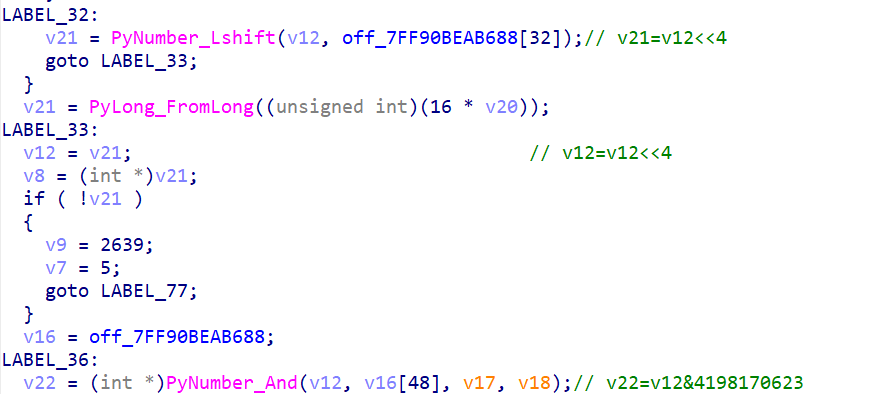 LABEL_32:
v21 = PyNumber_Lshift(v12, off_7FF90BEAB688[32]);// v21=v12<<4
goto LABEL_33;
}
v21 = PyLong_FromLong((unsigned int)(16 * v20));
LABEL_33:
v12 = v21; // v12=v12<<4
v8 = (int *)v21;
if ( !v21 )
{
v9 = 2639;
v7 = 5;
goto LABEL_77;
}
v16 = off_7FF90BEAB688;
LABEL_36:
v22 = (int *)PyNumber_And(v12, v16[48], v17, v18);// v22=v12&4198170623